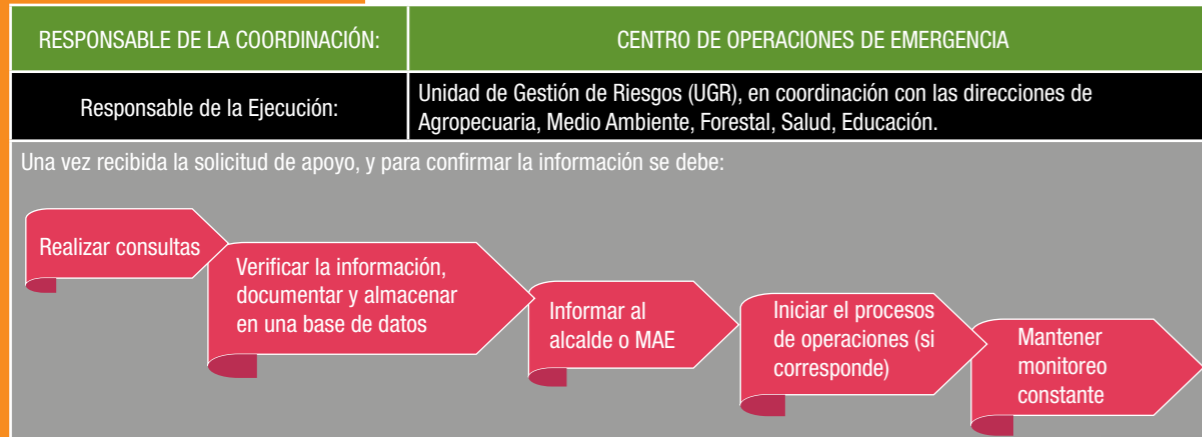 RESPONSABLE DE LA COORDINACIÓN:
CENTRO DE OPERACIONES DE EMERGENCIA
Responsable de la Ejecución:
Unidad de Gestión de Riesgos (UGR), en coordinación con las direcciones de
Agropecuaria, Medio Ambiente, Forestal, Salud, Educación.
Una vez recibida la solicitud de apoyo, y para confirmar la información se debe:
Realizar consultas
Verificar la información,
documentar y almacenar
en una base de datos
Informar al
alcalde o MAE
Iniciar el procesos
de operaciones (si
corresponde)
Mantener
monitoreo
constante